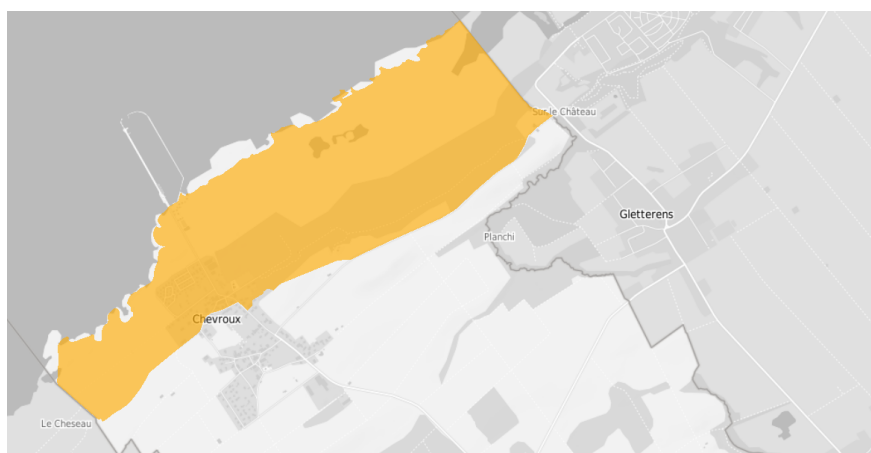 Sur le Château
Gletterens
Planchi
Chevroux
Le Cheseau